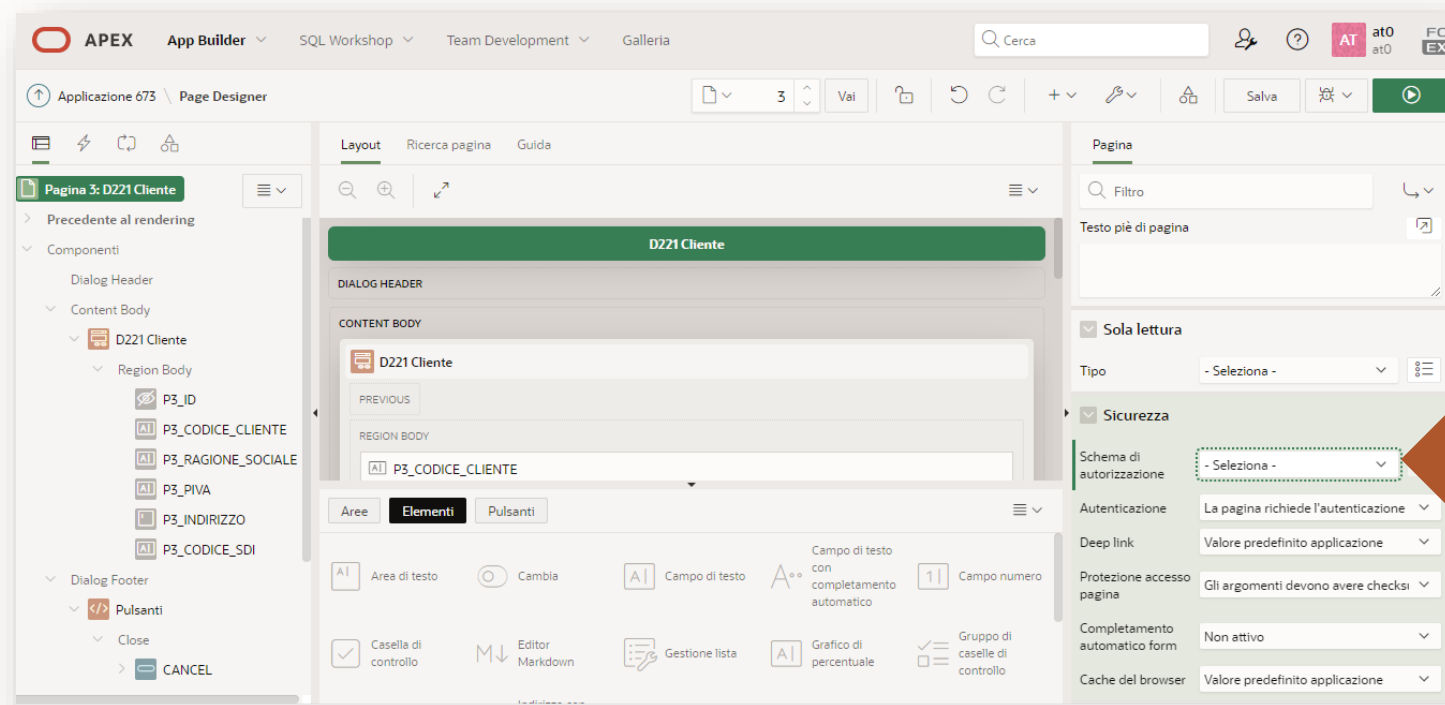 APEX App Builder SQL Workshop Team Development Galleria Cerca AT at0
at0
Applicazione 673 \ Page Designer 3 Vai Salva
Layout Ricerca pagina Guida
Pagina
Pagina 3: D221 Cliente
Precedente al rendering
Componenti
Dialog Header
Content Body
D221 Cliente
Region Body
P3_ID
P3_CODICE_CLIENTE
P3_RAGIONE_SOCIALE
P3_PIVA
P3_INDIRIZZO
P3_CODICE_SDI
Dialog Footer
Pulsanti
Close
CANCEL
D221 Cliente
DIALOG HEADER
CONTENT BODY
D221 Cliente
PREVIOUS
REGION BODY
P3_CODICE_CLIENTE
Aree Elementi Pulsanti
Area di testo
Cambia
Campo di testo
Campo di testo
con
completamento
automatico
Campo numero
Casella di
controllo
Editor
Markdown
Gestione lista
Grafico di
percentuale
Gruppo di
caselle di
controllo
Filtro
Testo piè di pagina
Sola lettura
Tipo - Seleziona -
Sicurezza
Schema di
autorizzazione
- Seleziona -
Autenticazione La pagina richiede l'autenticazione
Deep link Valore predefinito applicazione
Protezione accesso
pagina
Gli argomenti devono avere
Completamento
automatico form
Non attivo
Cache del browser Valore predefinito applicazione